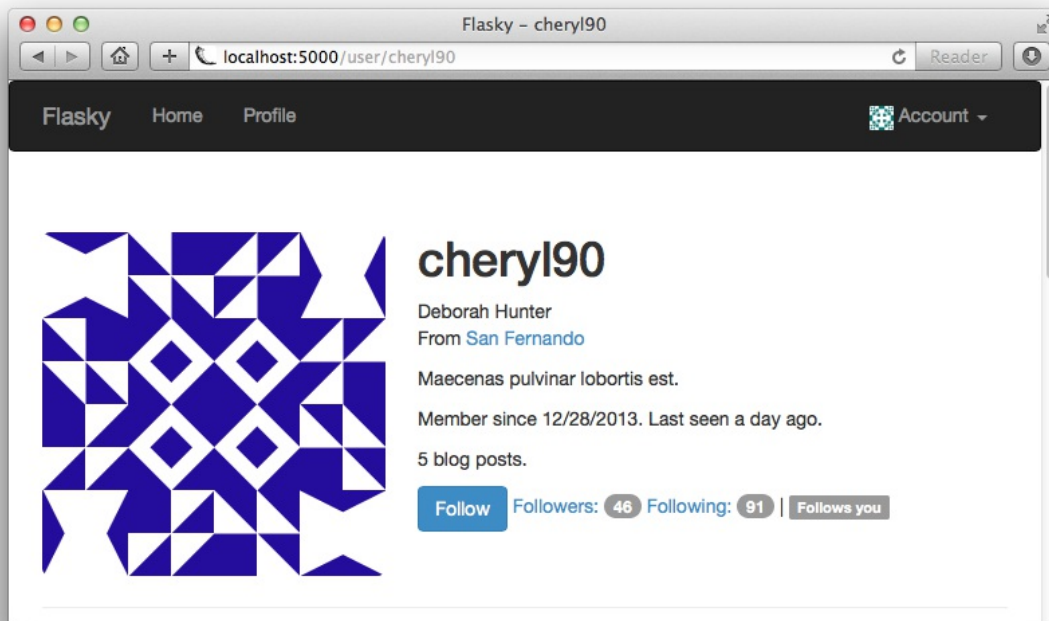 Flasky – cheryl90
localhost:5000/user/cheryl90
Reader
Flasky Home Profile Account
cheryl90
Deborah Hunter
From San Fernando
Maecenas pulvinar lobortis est.
Member since 12/28/2013. Last seen a day ago.
5 blog posts.
Follow Followers: 46 Following: 91 | Follows you